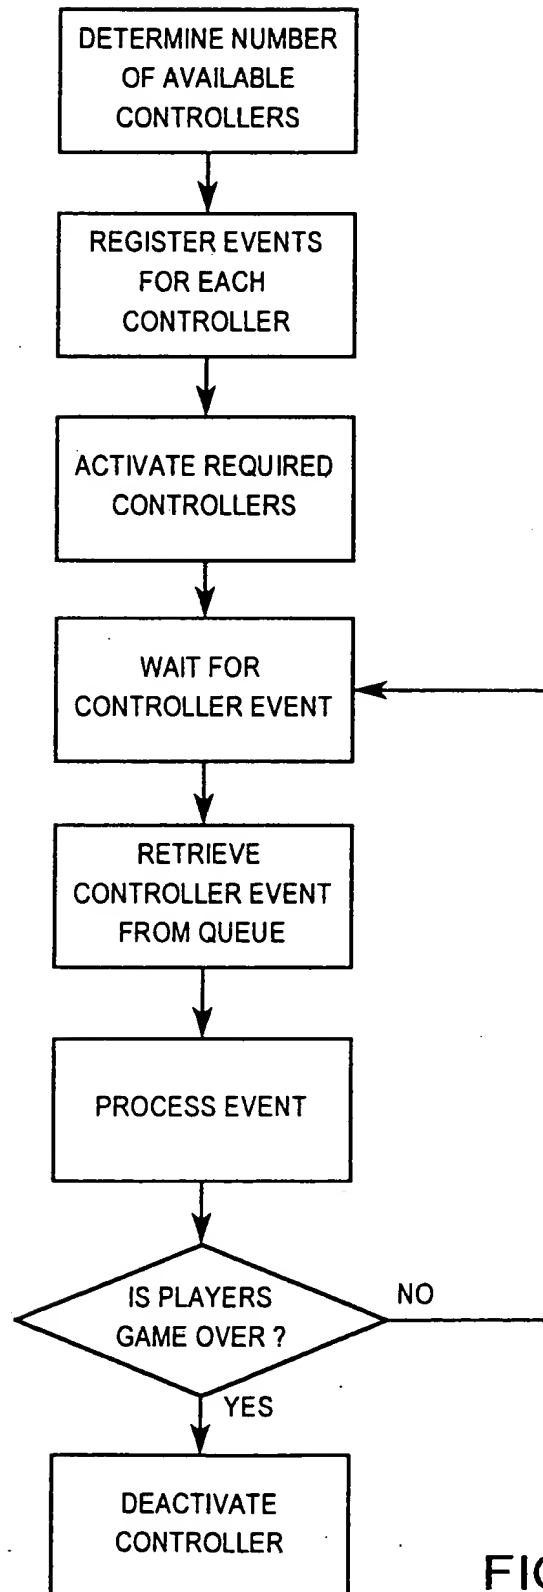 DETERMINE NUMBER
OF AVAILABLE
CONTROLLERS
REGISTER EVENTS
FOR EACH
CONTROLLER
ACTIVATE REQUIRED
CONTROLLERS
WAIT FOR
CONTROLLER EVENT
RETRIEVE
CONTROLLER EVENT
FROM QUEUE
PROCESS EVENT
IS PLAYERS
GAME OVER ?
NO
YES
DEACTIVATE
CONTROLLER